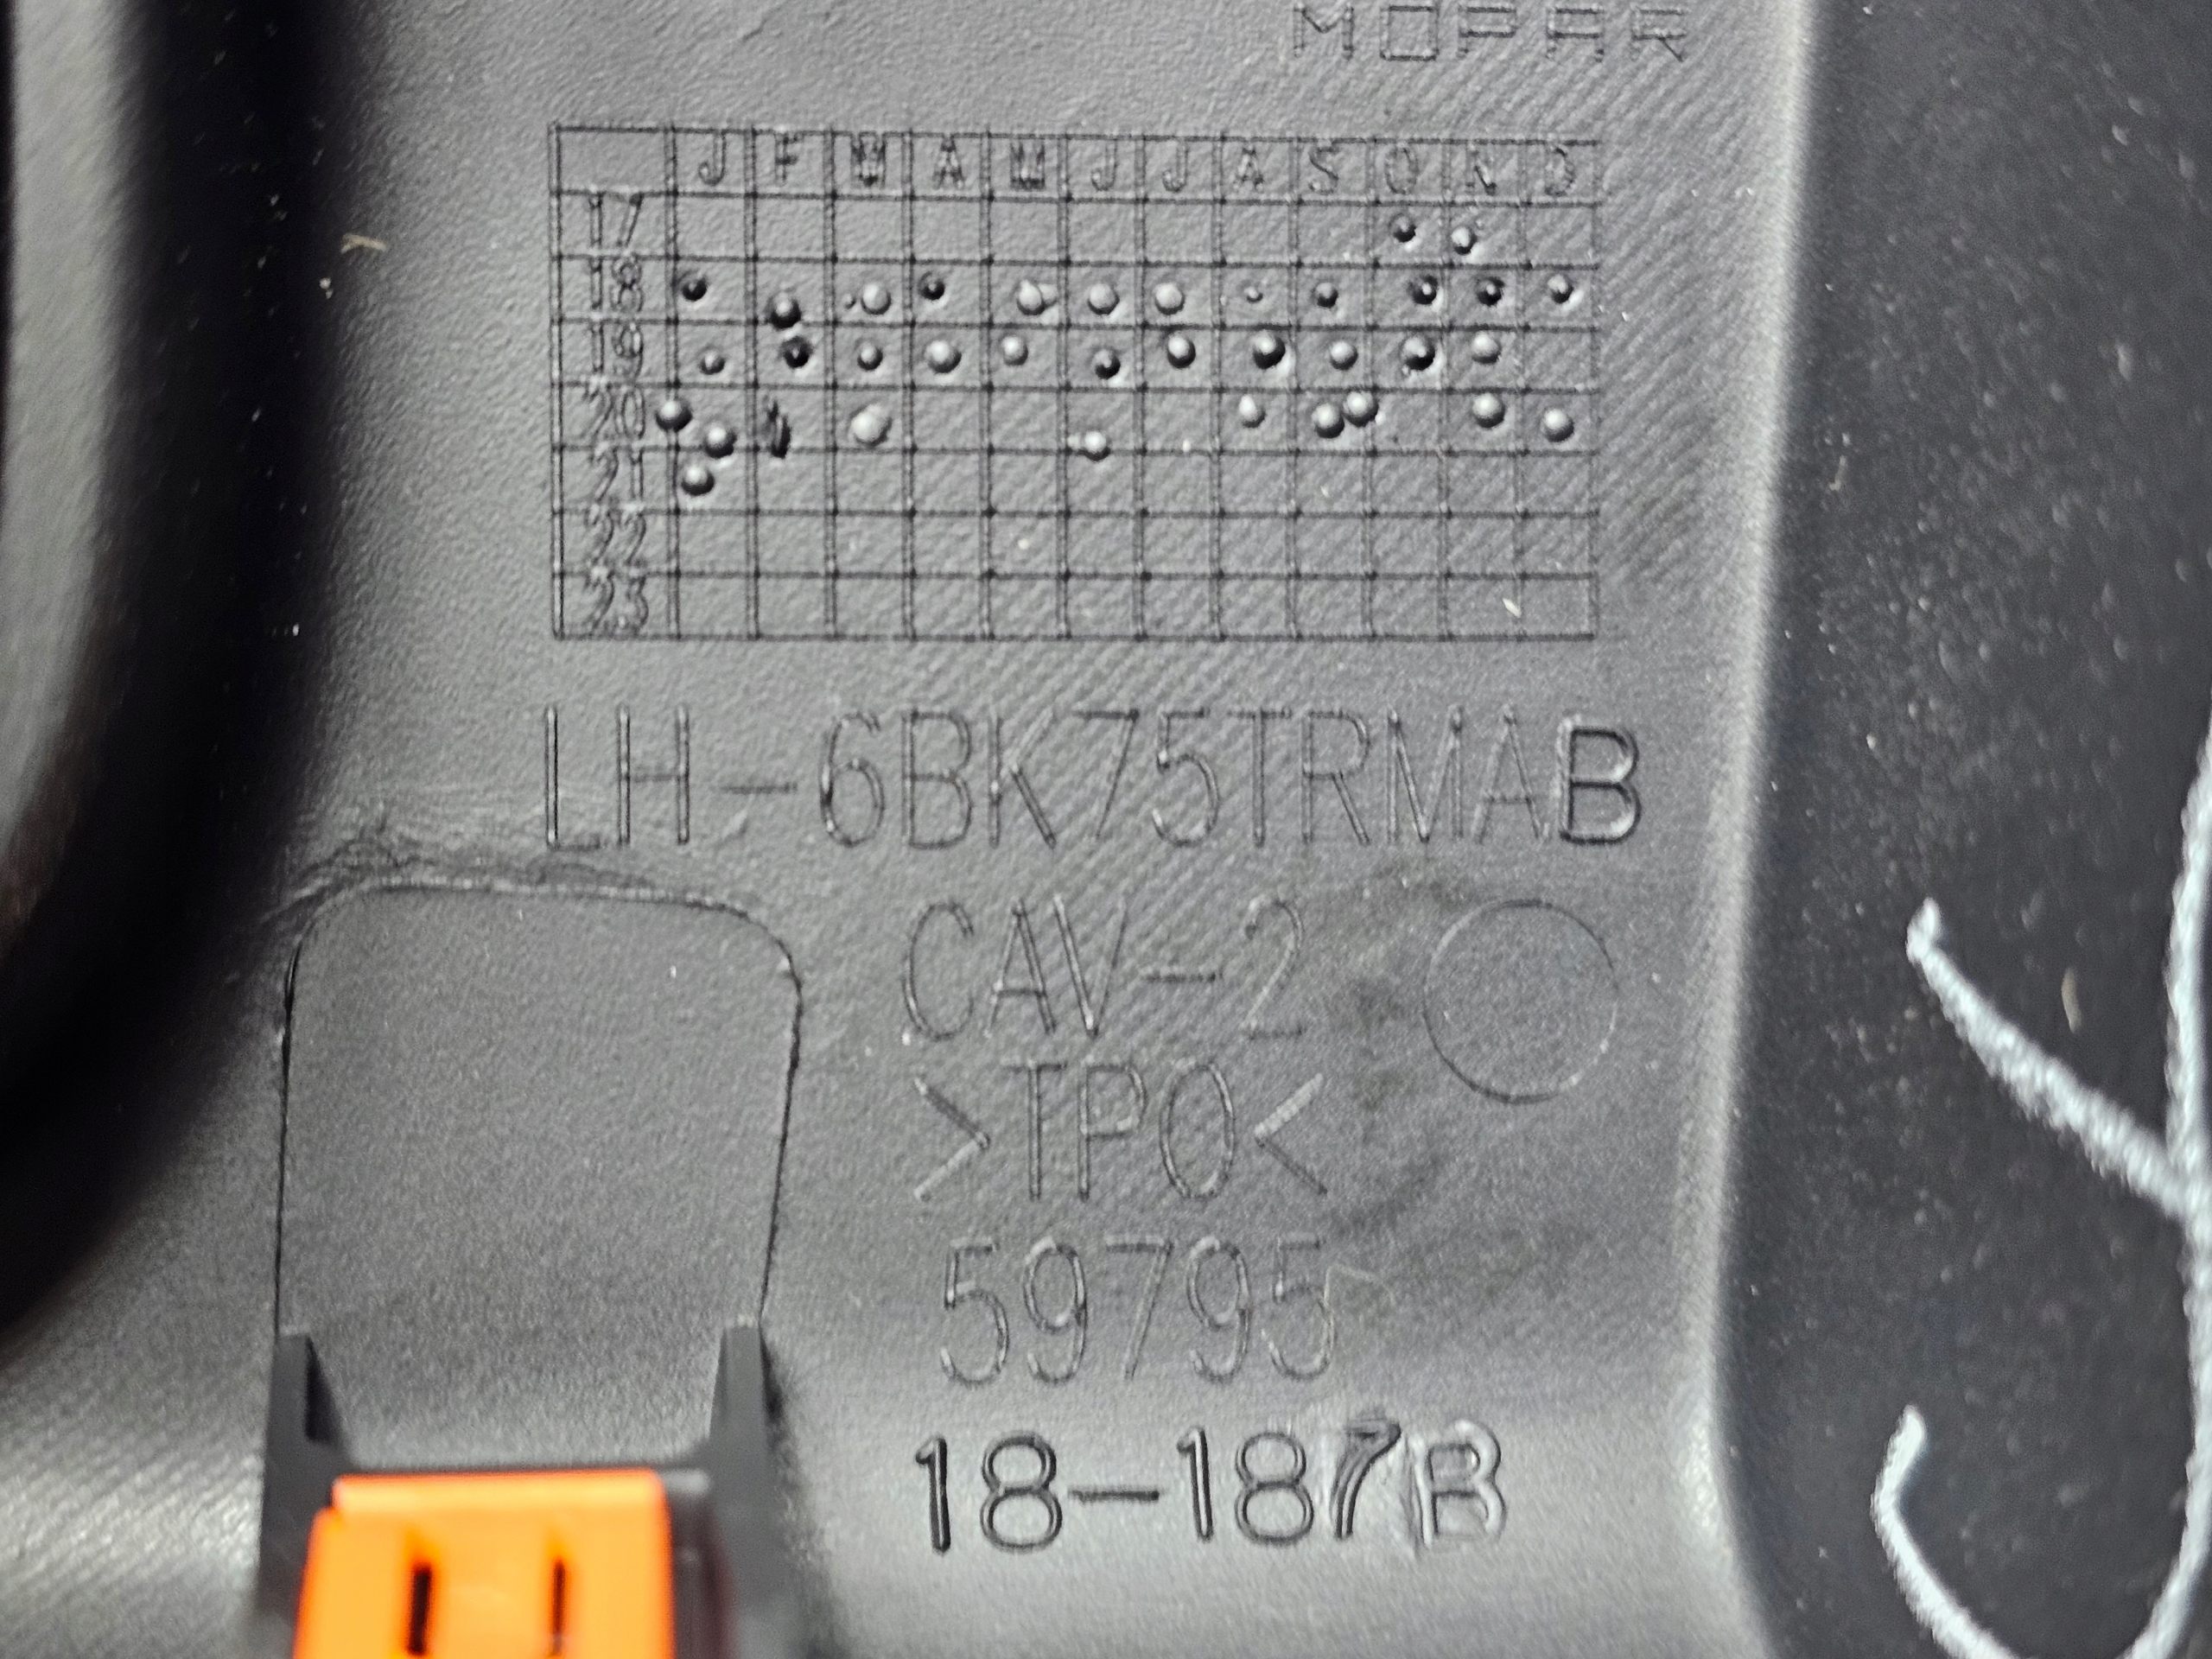 MOPAR
J F M A M J J A S O N D
17
18
19
20
21
22
23
LH-6BK75TRMAB
CAV-2
>TPO<
59795
18-187B